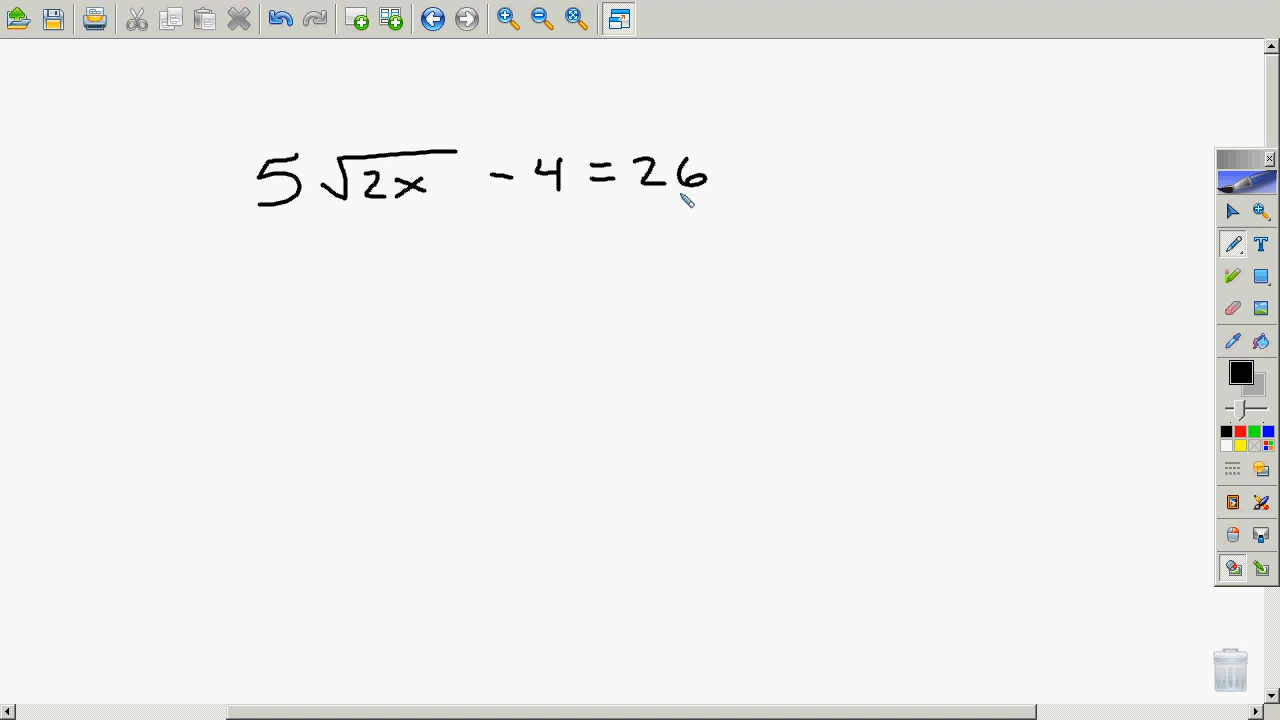 5√2x - 4 = 26